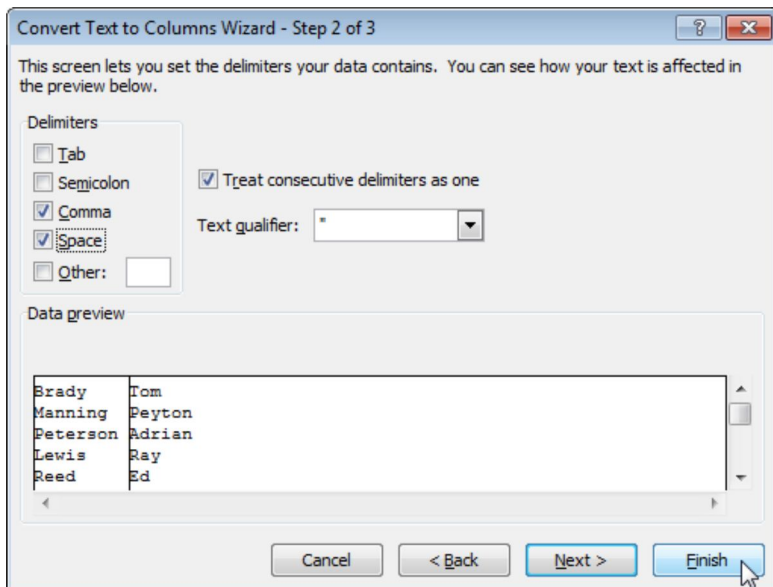 Convert Text to Columns Wizard - Step 2 of 3
This screen lets you set the delimiters your data contains. You can see how your text is affected in
the preview below.
Delimiters
Tab
Semicolon
Comma
Space
Other:
Treat consecutive delimiters as one
Text qualifier: "
Data preview
Brady Tom
Manning Peyton
Peterson Adrian
Lewis Ray
Reed Ed
Cancel < Back Next > Finish